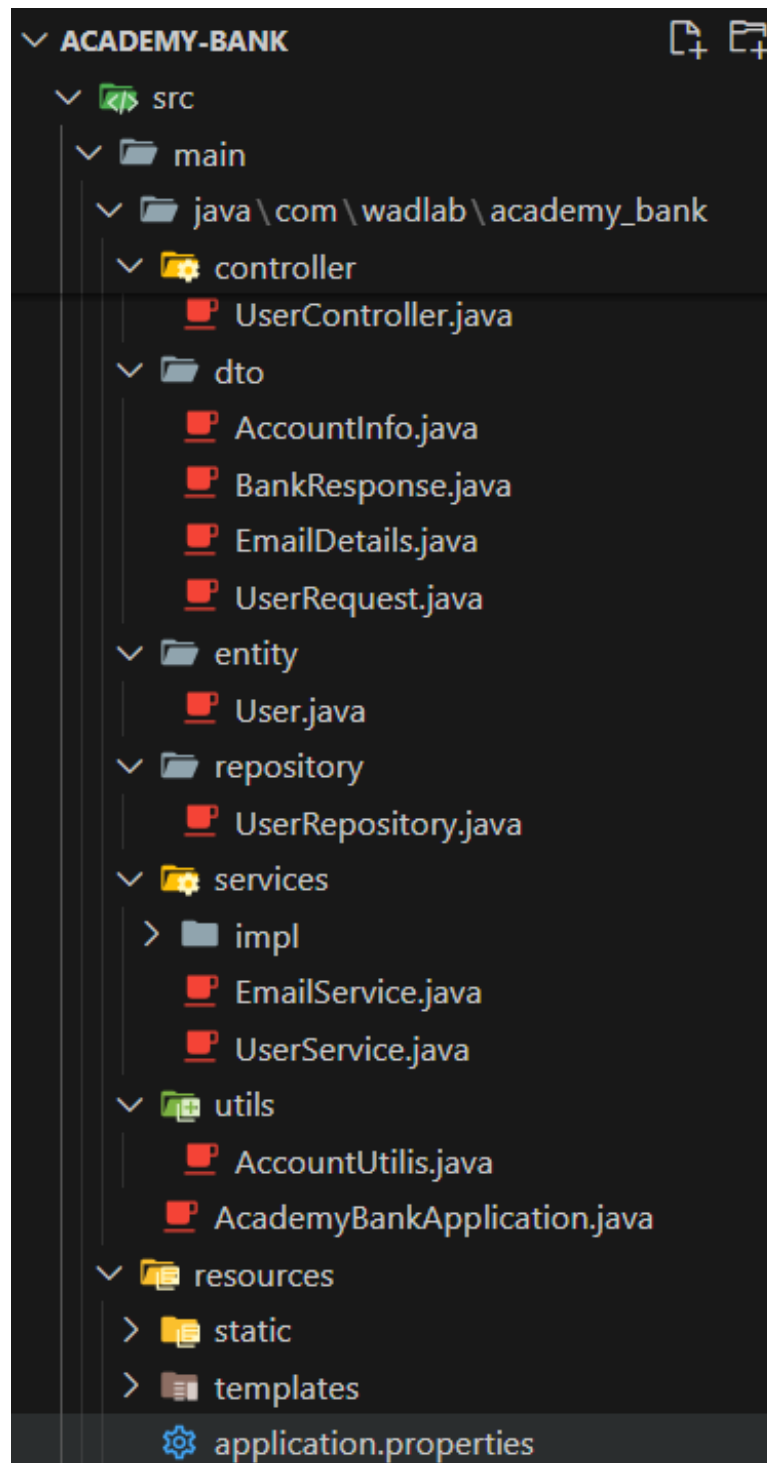 ACADEMY-BANK
src
main
java\com\wadlab\academy_bank
controller
UserController.java
dto
AccountInfo.java
BankResponse.java
EmailDetails.java
UserRequest.java
entity
User.java
repository
UserRepository.java
services
impl
EmailService.java
UserService.java
utils
AccountUtilis.java
AcademyBankApplication.java
resources
static
templates
application.properties